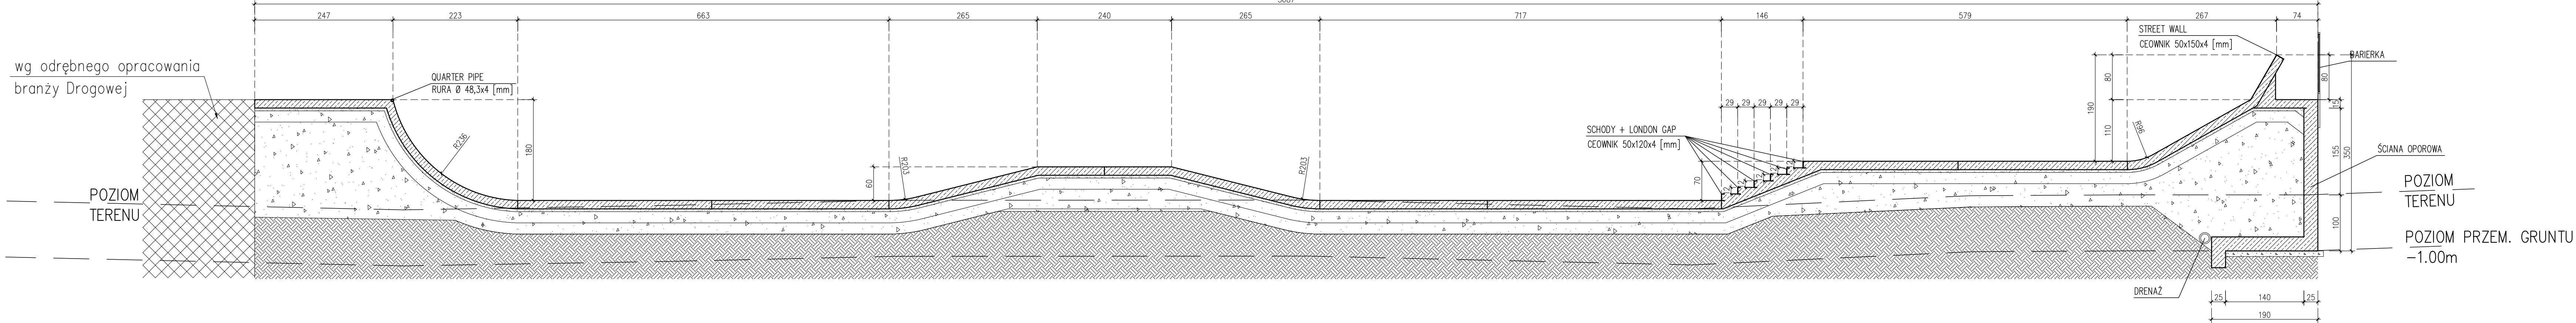 247 223 663 265 240 265 717 146 579 267 74
wg odrębnego opracowania
branży Drogowej
QUARTER PIPE
RURA Ø 48,3x4 [mm]
R236
180
60
R203
R203
SCHODY + LONDON GAP
CEOWNIK 50x120x4 [mm]
29 29 29 29 29
70
STREET WALL
CEOWNIK 50x150x4 [mm]
190
80
110
R96
BARIERKA
80
15
155
350
100
ŚCIANA OPOROWA
POZIOM
TERENU
POZIOM
TERENU
POZIOM PRZEM. GRUNTU
-1.00m
DRENAŻ
25 140 25
190